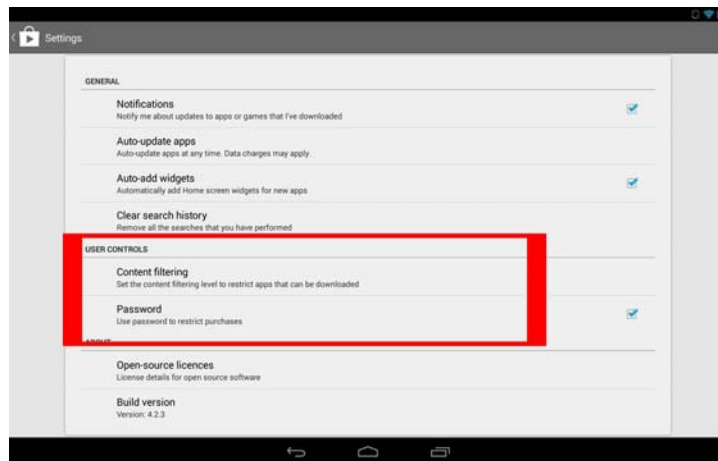 Settings
GENERAL
Notifications
Notify me about updates to apps or games that I've downloaded
Auto-update apps
Auto-update apps at any time. Data charges may apply.
Auto-add widgets
Automatically add Home screen widgets for new apps
Clear search history
Remove all the searches that you have performed
USER CONTROLS
Content filtering
Set the content filtering level to restrict apps that can be downloaded
Password
Use password to restrict purchases
ABOUT
Open-source licences
License details for open source software
Build version
Version: 4.2.3